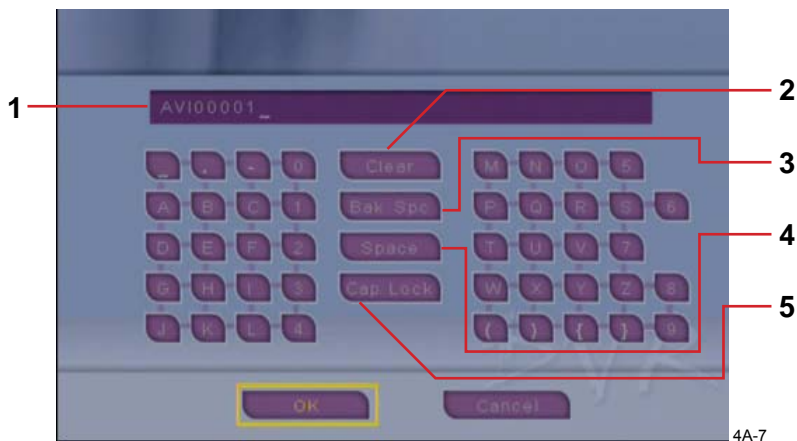 2
1 AVI00001_
3
_ . - 0 Clear M N O 5
A B C 1 Bak Spc P Q R S 6
4
D E F 2 Space T U V 7
G H I 3 Cap Lock W X Y Z 8
5
J K L 4 ( ) { } 9
OK Cancel
4A-7